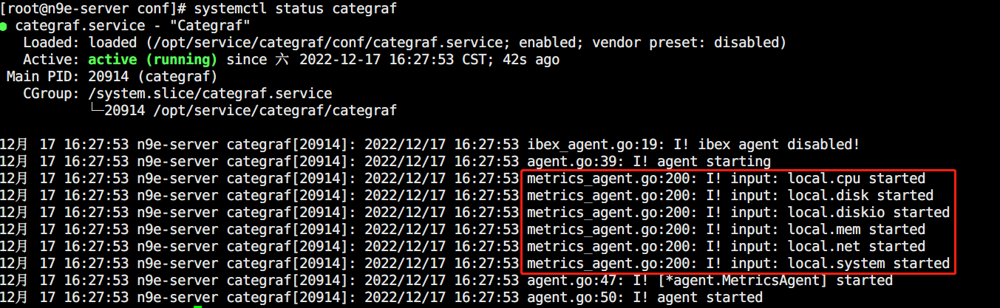 [root@n9e-server conf]# systemctl status categraf
● categraf.service - "Categraf"
   Loaded: loaded (/opt/service/categraf/conf/categraf.service; enabled; vendor preset: disabled)
   Active: active (running) since 六 2022-12-17 16:27:53 CST; 42s ago
 Main PID: 20914 (categraf)
   CGroup: /system.slice/categraf.service
           └─20914 /opt/service/categraf/categraf
12月 17 16:27:53 n9e-server categraf[20914]: 2022/12/17 16:27:53 ibex_agent.go:19: I! ibex agent disabled!
12月 17 16:27:53 n9e-server categraf[20914]: 2022/12/17 16:27:53 agent.go:39: I! agent starting
12月 17 16:27:53 n9e-server categraf[20914]: 2022/12/17 16:27:53 metrics_agent.go:200: I! input: local.cpu started
12月 17 16:27:53 n9e-server categraf[20914]: 2022/12/17 16:27:53 metrics_agent.go:200: I! input: local.disk started
12月 17 16:27:53 n9e-server categraf[20914]: 2022/12/17 16:27:53 metrics_agent.go:200: I! input: local.diskio started
12月 17 16:27:53 n9e-server categraf[20914]: 2022/12/17 16:27:53 metrics_agent.go:200: I! input: local.mem started
12月 17 16:27:53 n9e-server categraf[20914]: 2022/12/17 16:27:53 metrics_agent.go:200: I! input: local.net started
12月 17 16:27:53 n9e-server categraf[20914]: 2022/12/17 16:27:53 metrics_agent.go:200: I! input: local.system started
12月 17 16:27:53 n9e-server categraf[20914]: 2022/12/17 16:27:53 agent.go:47: I! [*agent.MetricsAgent] started
12月 17 16:27:53 n9e-server categraf[20914]: 2022/12/17 16:27:53 agent.go:50: I! agent started